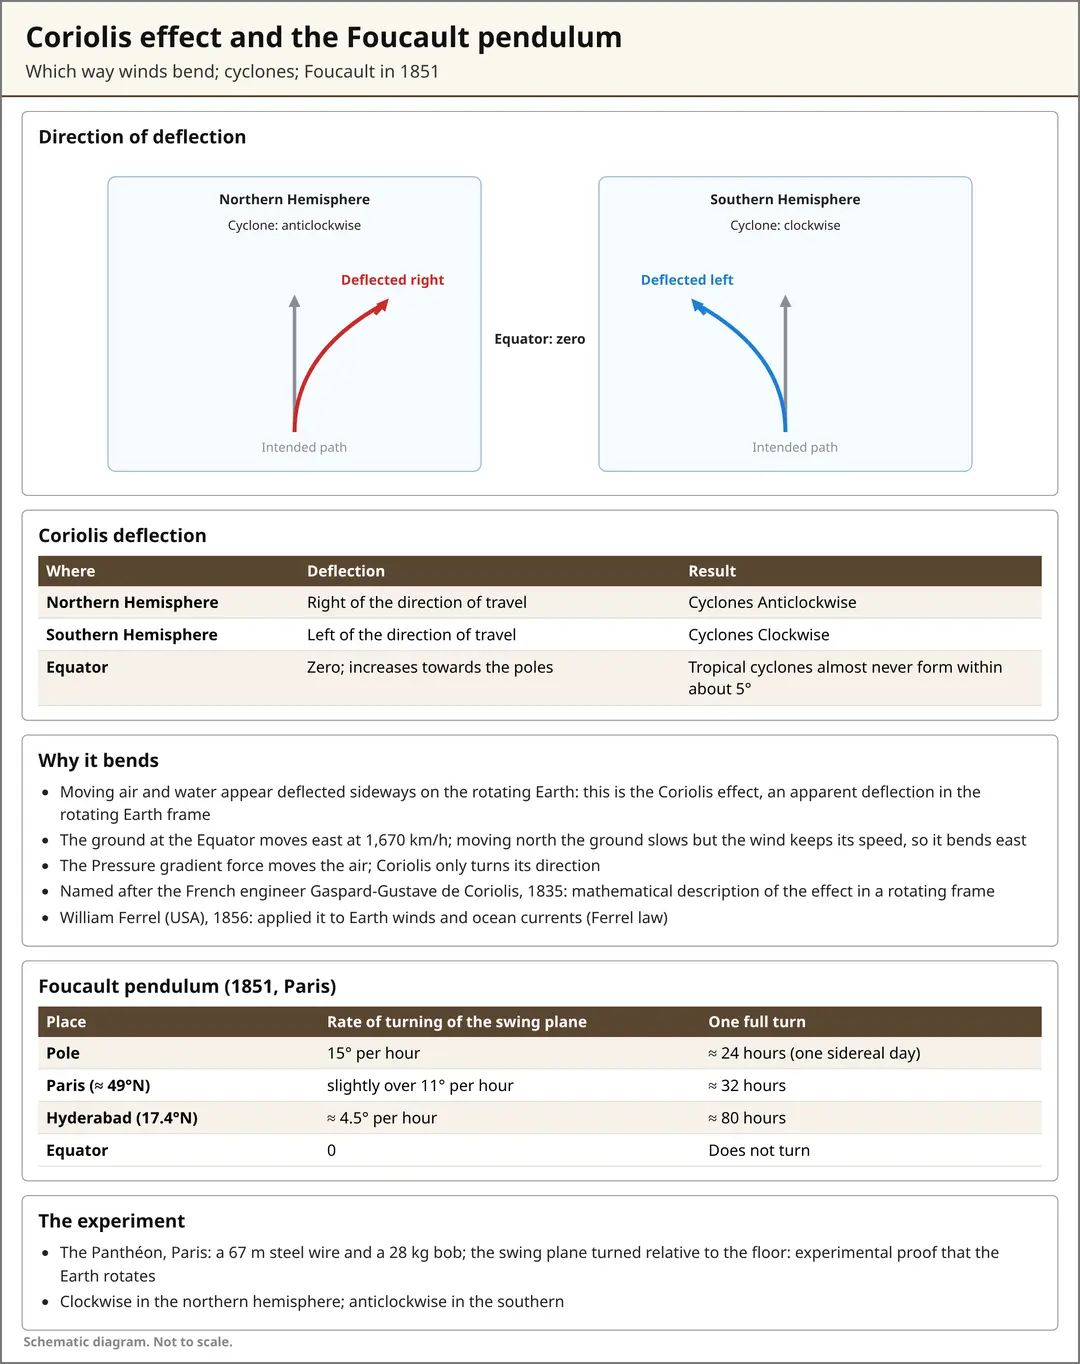 Coriolis effect and the Foucault pendulum
Which way winds bend; cyclones; Foucault in 1851
Direction of deflection
Northern Hemisphere
Cyclone: anticlockwise
Deflected right
Intended path
Equator: zero
Southern Hemisphere
Cyclone: clockwise
Deflected left
Intended path
Coriolis deflection
Where Deflection Result
Northern Hemisphere Right of the direction of travel Cyclones Anticlockwise
Southern Hemisphere Left of the direction of travel Cyclones Clockwise
Equator Zero; increases towards the poles Tropical cyclones almost never form within
about 5°
Why it bends
• Moving air and water appear deflected sideways on the rotating Earth: this is the Coriolis effect, an apparent deflection in the
rotating Earth frame
• The ground at the Equator moves east at 1,670 km/h; moving north the ground slows but the wind keeps its speed, so it bends east
• The Pressure gradient force moves the air; Coriolis only turns its direction
• Named after the French engineer Gaspard-Gustave de Coriolis, 1835: mathematical description of the effect in a rotating frame
• William Ferrel (USA), 1856: applied it to Earth winds and ocean currents (Ferrel law)
Foucault pendulum (1851, Paris)
Place Rate of turning of the swing plane One full turn
Pole 15° per hour ≈ 24 hours (one sidereal day)
Paris (≈ 49°N) slightly over 11° per hour ≈ 32 hours
Hyderabad (17.4°N) ≈ 4.5° per hour ≈ 80 hours
Equator 0 Does not turn
The experiment
• The Panthéon, Paris: a 67 m steel wire and a 28 kg bob; the swing plane turned relative to the floor: experimental proof that the
Earth rotates
• Clockwise in the northern hemisphere; anticlockwise in the southern
Schematic diagram. Not to scale.